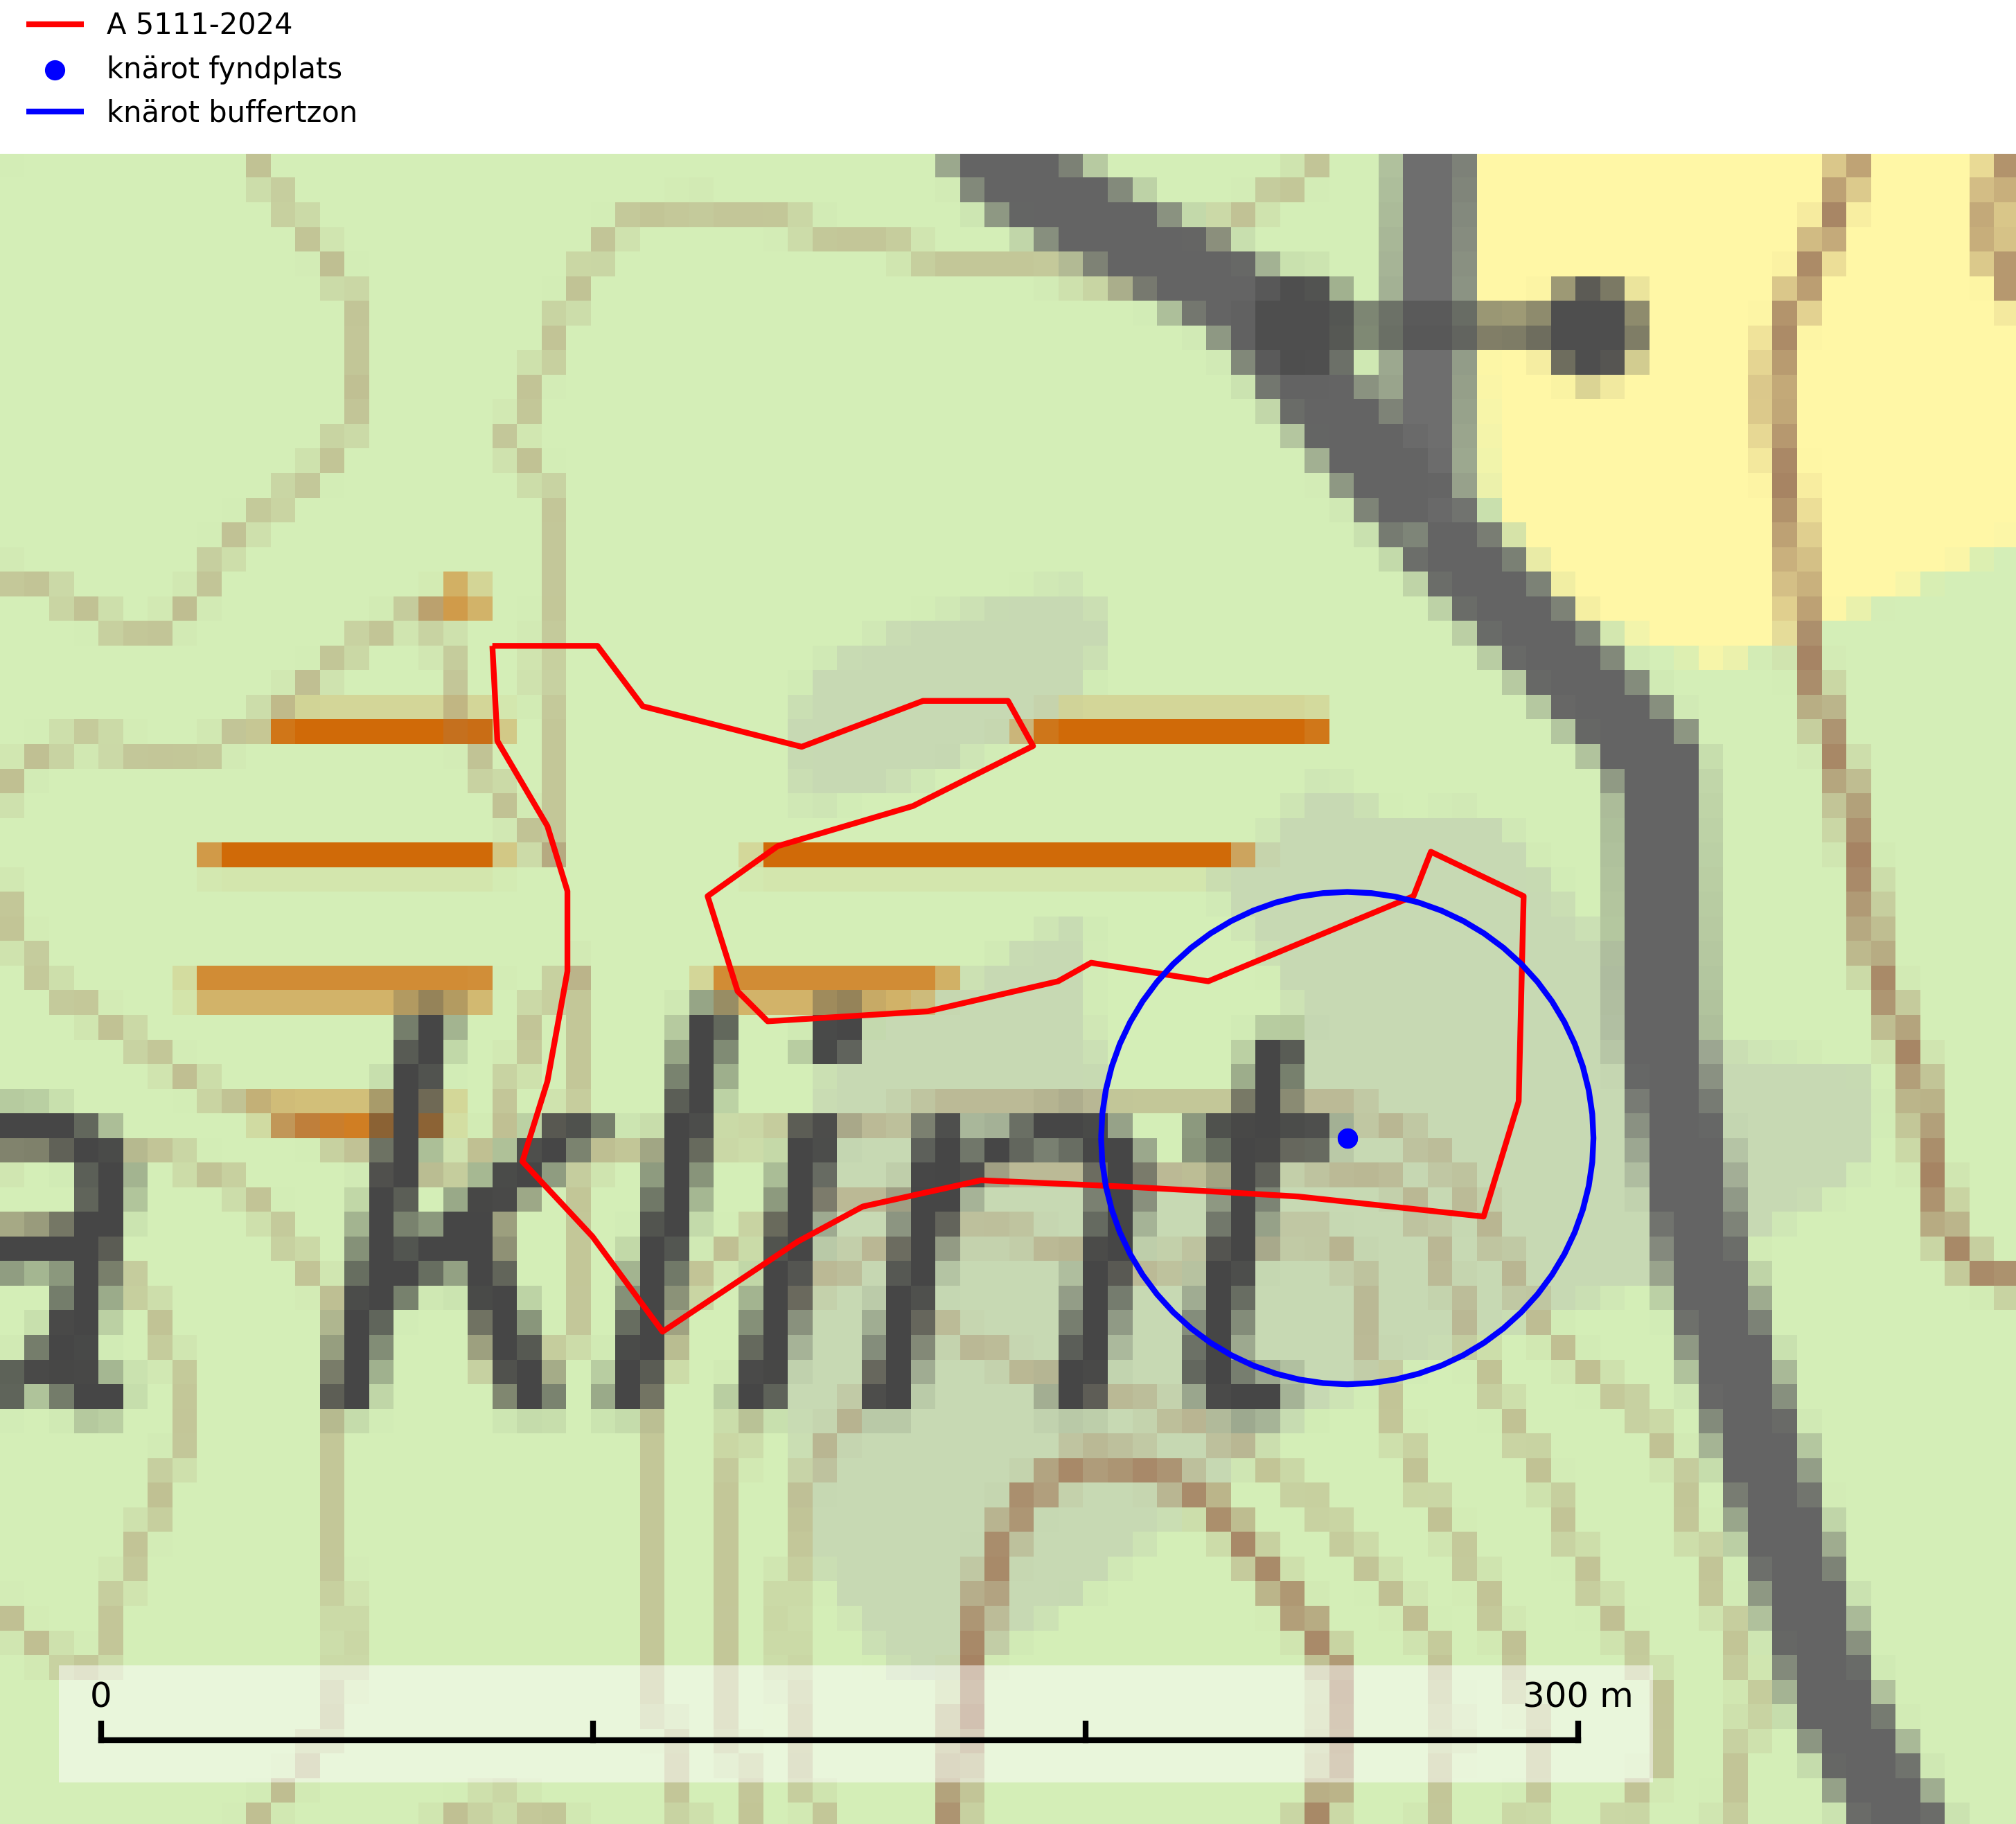 A 5111-2024
knärot fyndplats
knärot buffertzon
0
300 m